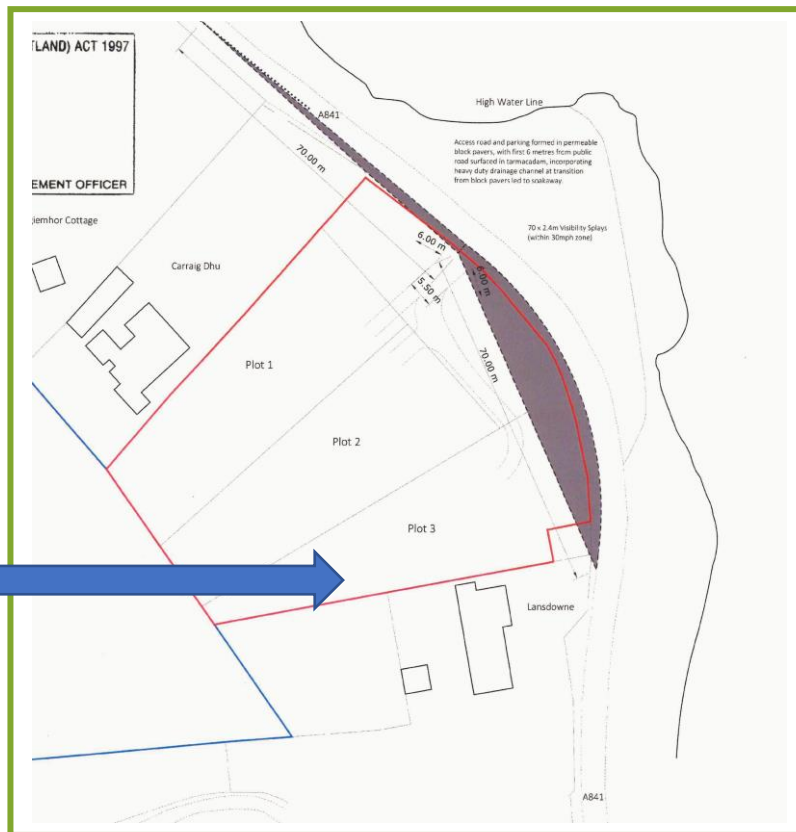 TLAND) ACT 1997
EMENT OFFICER
A841
High Water Line
Access road and parking formed in permeable
block pavers, with first 6 metres from public
road surfaced in tarmacadam, incorporating
heavy duty drainage channel at transition
from block pavers led to soakaway.
70.00 m
giemhor Cottage
70 x 2.4m Visibility Splays
(within 30mph zone)
6.00 m
Carraig Dhu
6.00 m
5.50 m
Plot 1
70.00 m
Plot 2
Plot 3
Lansdowne
A841